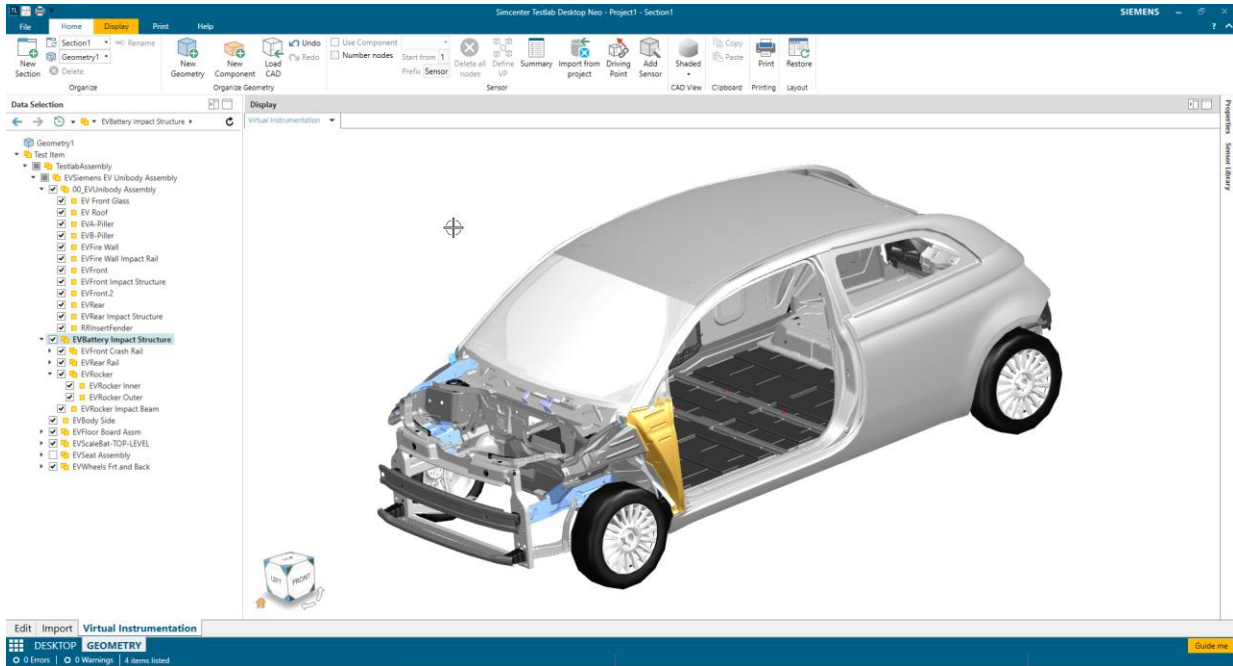 Simcenter Testlab Desktop Neo - Project1 - Section1
SIEMENS
File Home Display Print Help
New Section
Section1
Rename
Geometry1
Delete
Organize
New Geometry
New Component
Load CAD
Undo
Redo
Organize Geometry
Use Component
Number nodes
Start from 1
Prefix Sensor
Delete all nodes
Define VP
Summary
Import from project
Driving Point
Add Sensor
Sensor
Shaded
CAD View
Copy
Paste
Clipboard
Print
Printing
Restore
Layout
Data Selection
EVBattery Impact Structure
Geometry1
Test Item
TestlabAssembly
EVSiemens EV Unibody Assembly
00_EVUnibody Assembly
EV Front Glass
EV Roof
EVA-Piller
EVB-Piller
EVFire Wall
EVFire Wall Impact Rail
EVFront
EVFront Impact Structure
EVFront.2
EVRear
EVRear Impact Structure
RRInsertFender
EVBattery Impact Structure
EVFront Crash Rail
EVRear Rail
EVRocker
EVRocker Inner
EVRocker Outer
EVRocker Impact Beam
EVBody Side
EVFloor Board Assm
EVScaleBat-TOP-LEVEL
EVSeat Assembly
EVWheels Frt and Back
Display
Virtual Instrumentation
Properties
Sensor Library
LEFT
FRONT
Edit Import Virtual Instrumentation
DESKTOP GEOMETRY
Guide me
0 Errors 0 Warnings 4 items listed